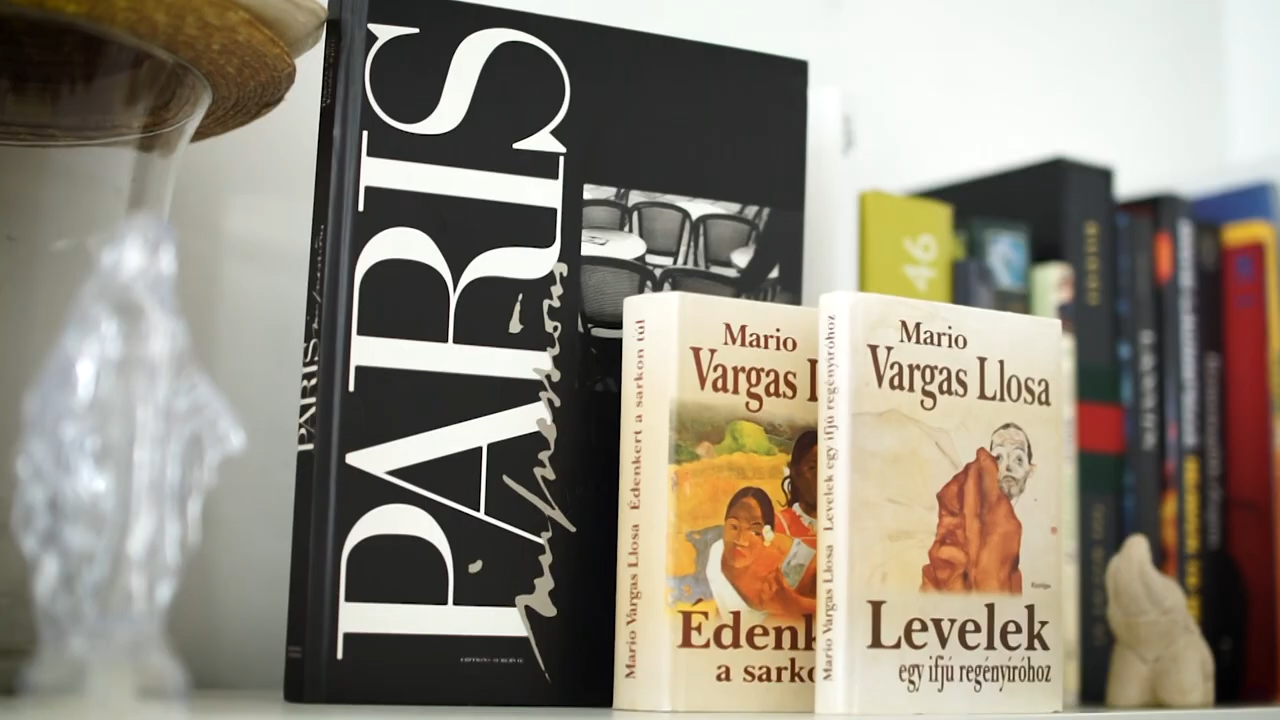 PARIS
impressions
PARIS
Mario Vargas Llosa Édenkert a sarkon túl
Mario
Vargas L
Édenk
a sarko
Mario Vargas Llosa Levelek egy ifjú regényíróhoz
Mario
Vargas Llosa
Levelek
egy ifjú regényíróhoz
46